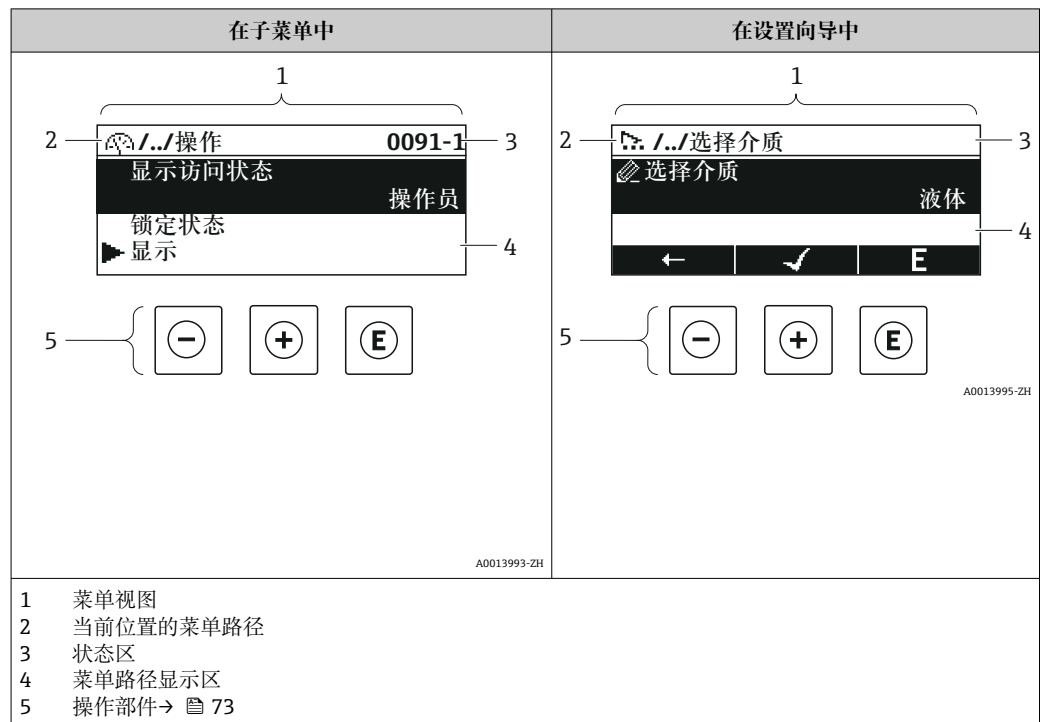 在子菜单中
1
2
/../操作 0091-1
3
显示访问状态
操作员
锁定状态
显示
4
5
- + E
A0013993-ZH
在设置向导中
1
2
/../选择介质
3
选择介质
液体
4
← ✓ E
5
- + E
A0013995-ZH
1 菜单视图
2 当前位置的菜单路径
3 状态区
4 菜单路径显示区
5 操作部件→ 73